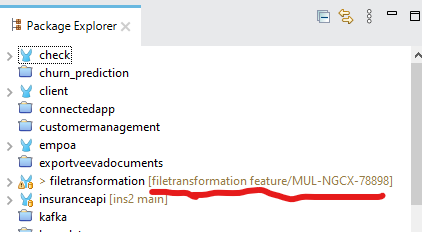 Package Explorer
check
churn_prediction
client
connectedapp
customermanagement
empoa
exportveevadocuments
> filetransformation [filetransformation feature/MUL-NGCX-78898]
insuranceapi [ins2 main]
kafka